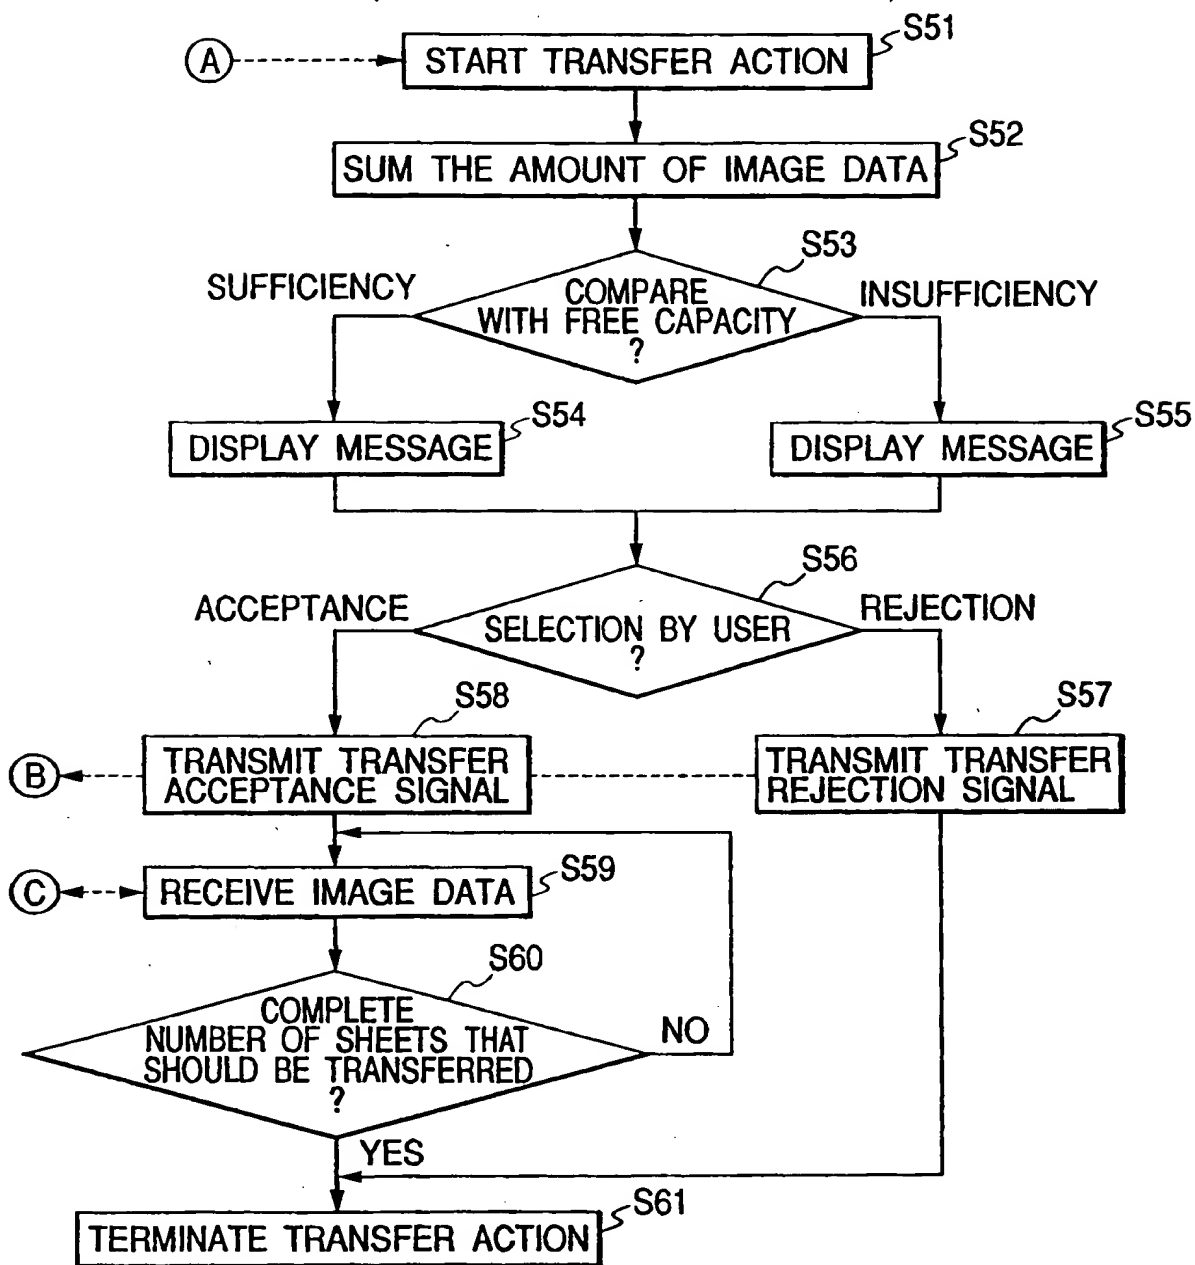 S51
A
START TRANSFER ACTION
S52
SUM THE AMOUNT OF IMAGE DATA
S53
SUFFICIENCY
COMPARE
WITH FREE CAPACITY
?
INSUFFICIENCY
S54
S55
DISPLAY MESSAGE
DISPLAY MESSAGE
S56
ACCEPTANCE
REJECTION
SELECTION BY USER
?
S58
S57
B
TRANSMIT TRANSFER
ACCEPTANCE SIGNAL
TRANSMIT TRANSFER
REJECTION SIGNAL
S59
C
RECEIVE IMAGE DATA
S60
COMPLETE
NUMBER OF SHEETS THAT
SHOULD BE TRANSFERRED
?
NO
YES
S61
TERMINATE TRANSFER ACTION